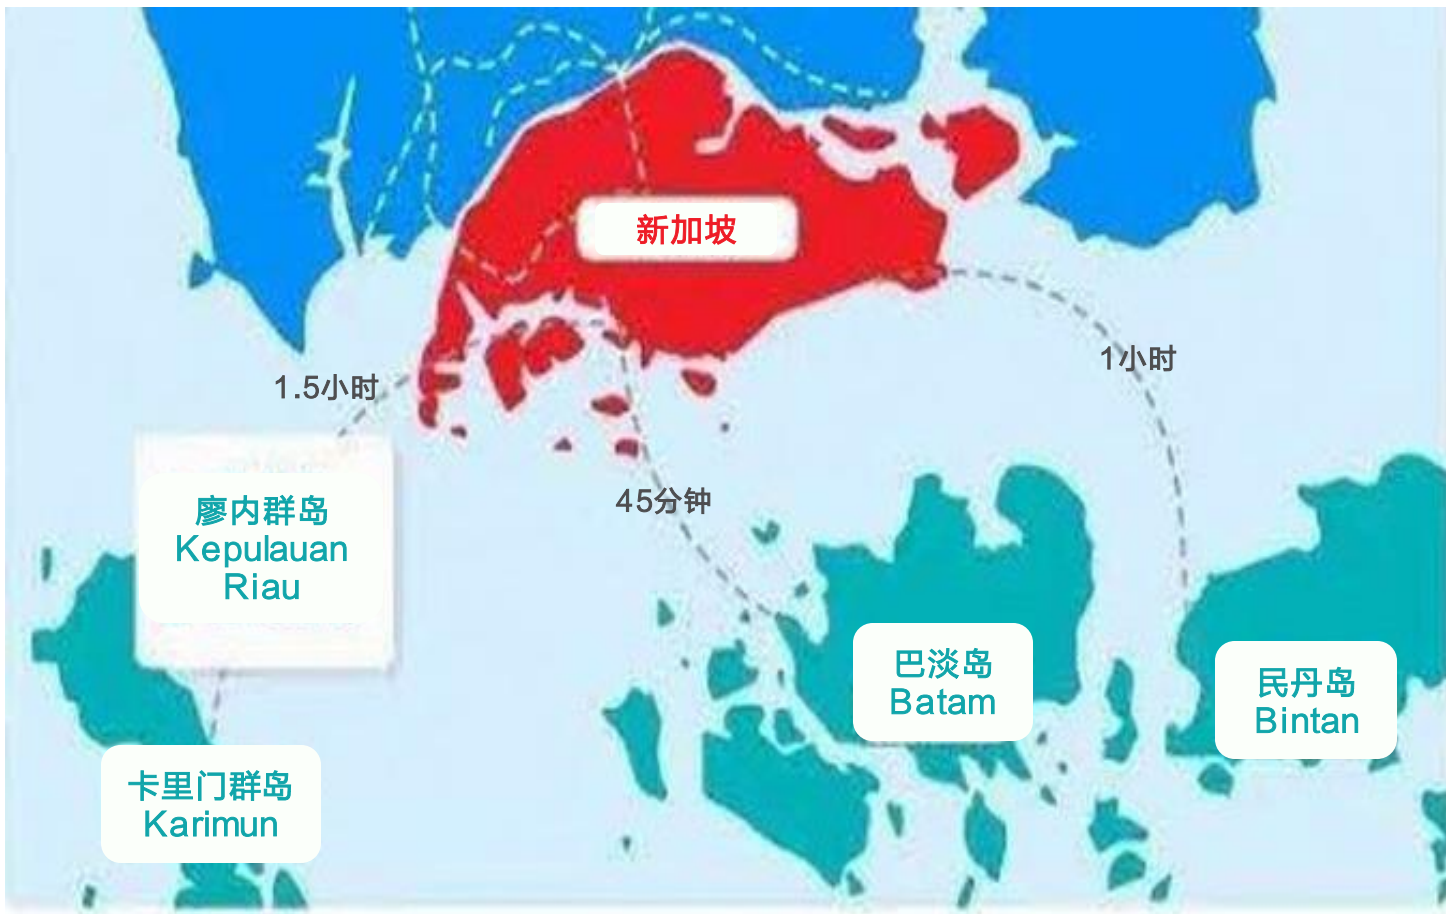 新加坡
1小时
1.5小时
45分钟
廖内群岛
Kepulauan
Riau
巴淡岛
Batam
民丹岛
Bintan
卡里门群岛
Karimun